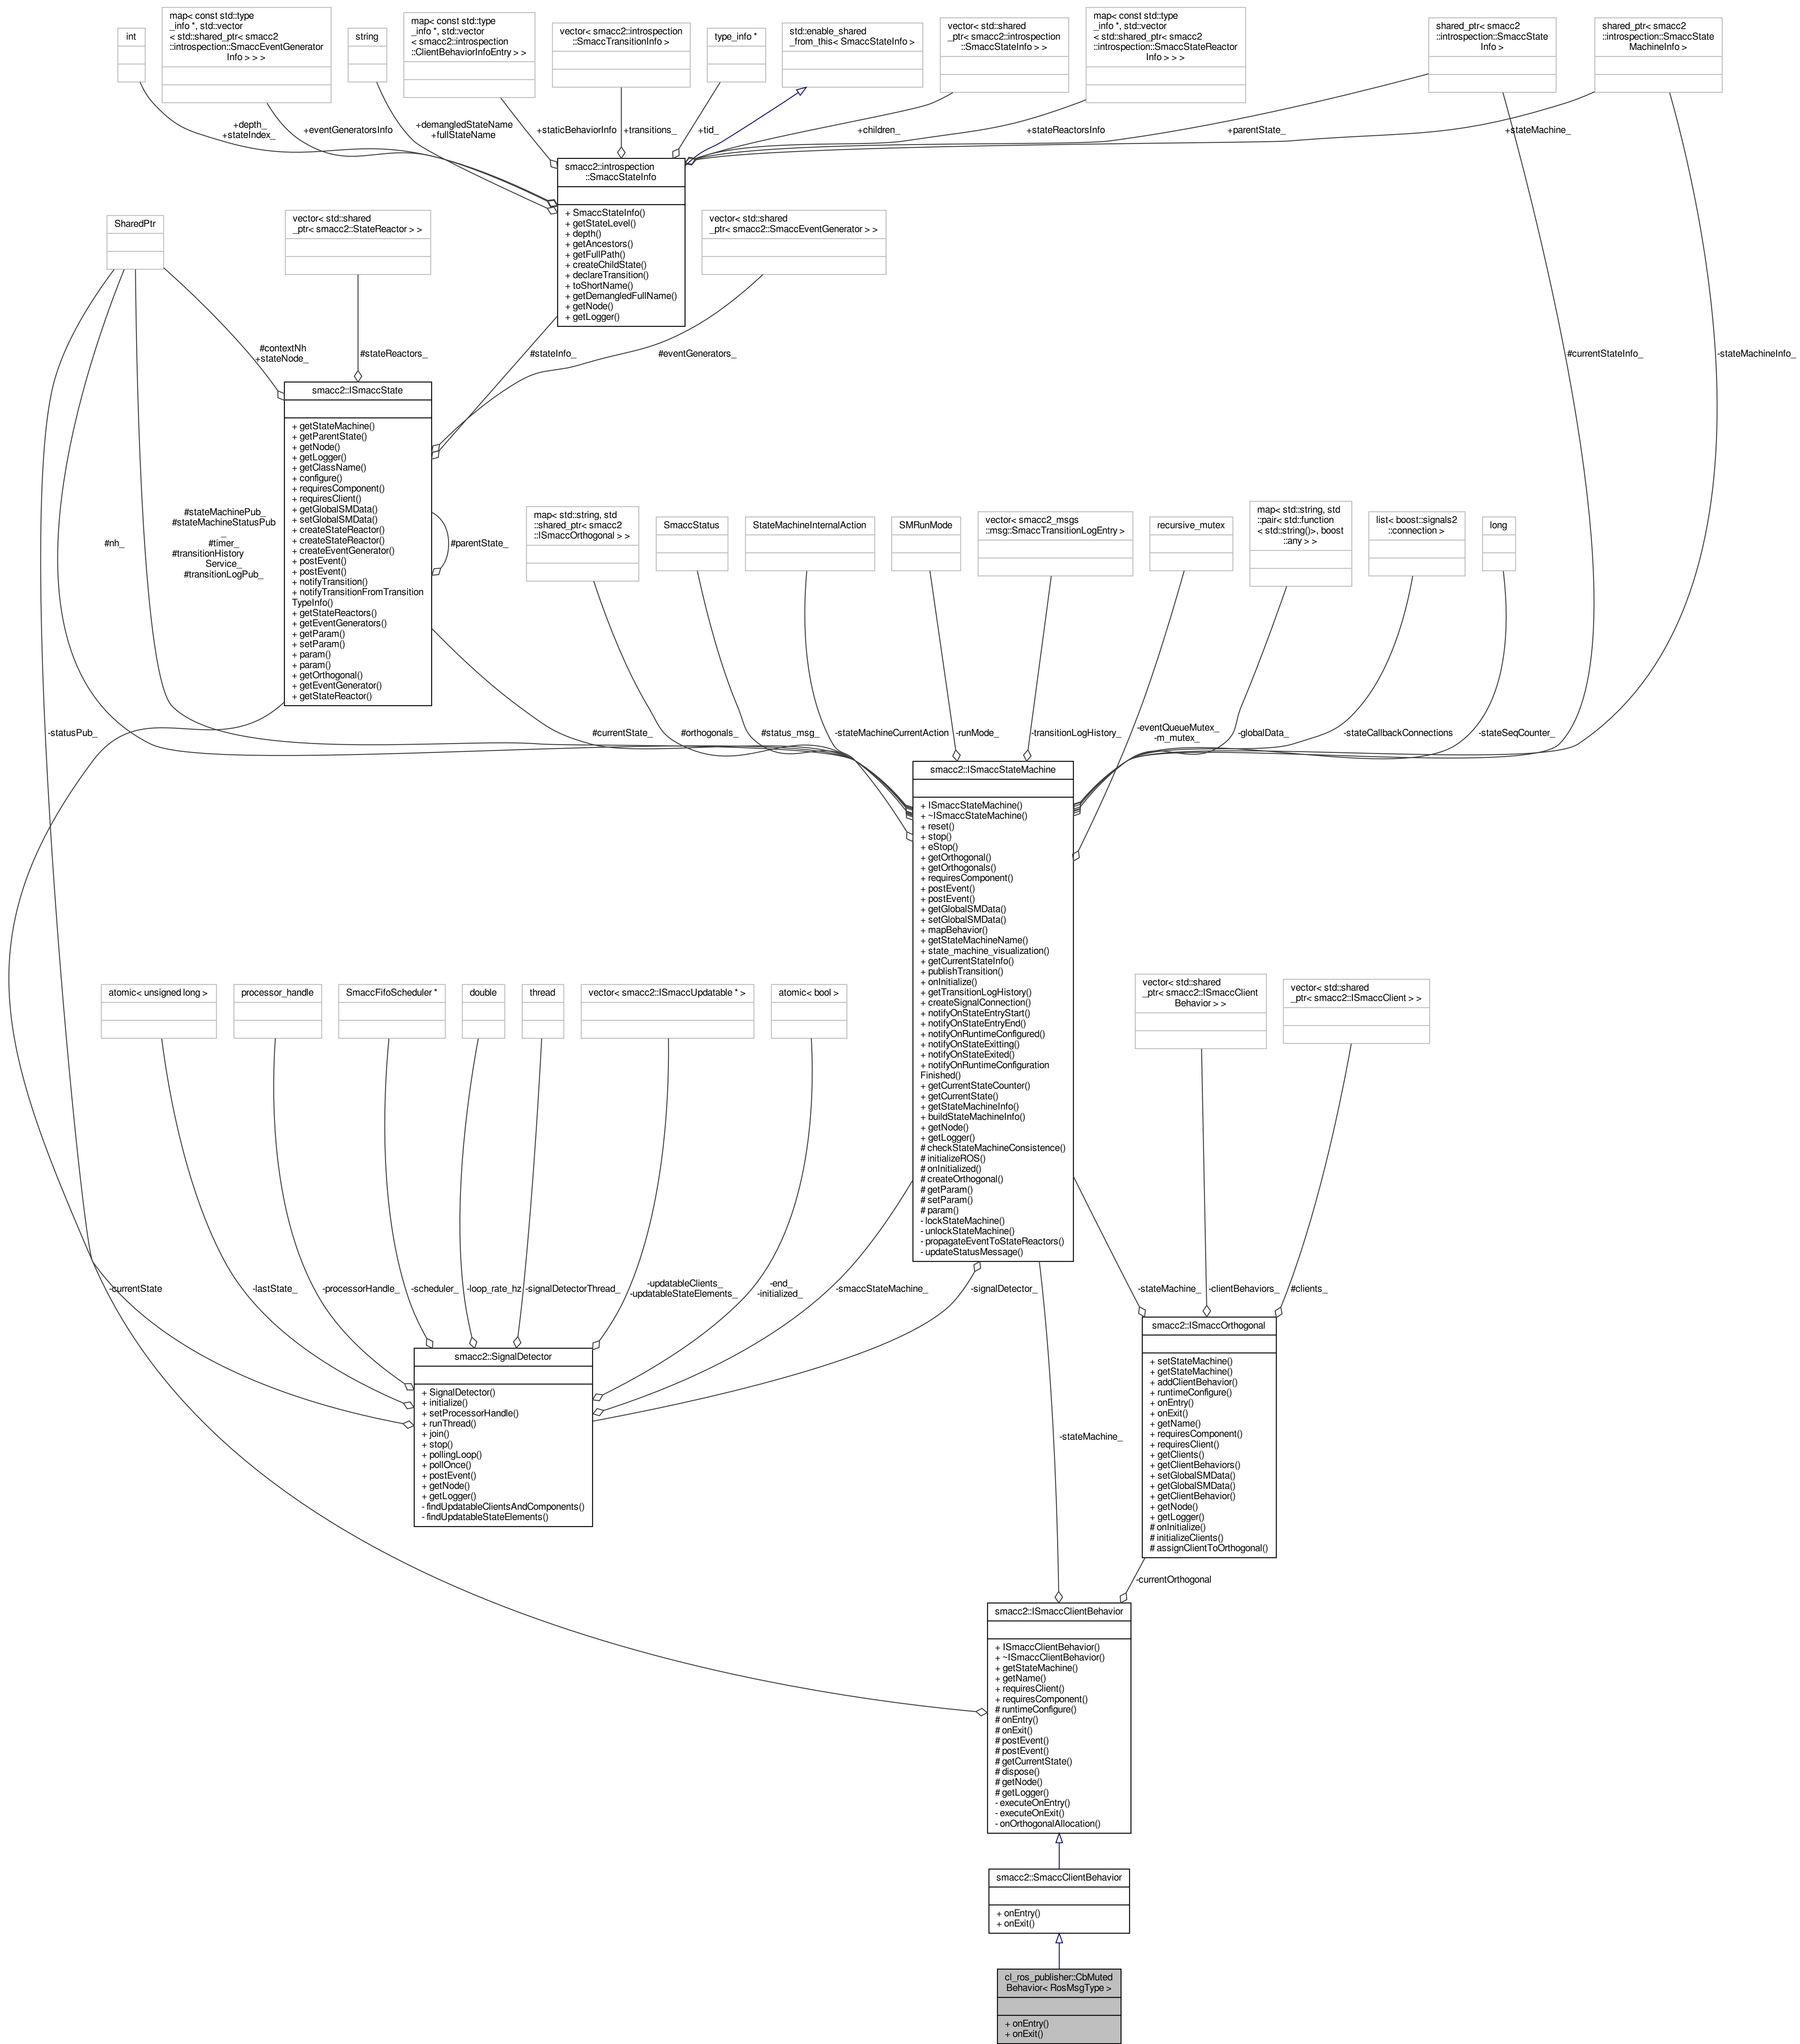 int
map< const std::type
_info *, std::vector
< std::shared_ptr< smacc2
::introspection::SmaccEventGenerator
Info > > >
string
map< const std::type
_info *, std::vector
< smacc2::introspection
::ClientBehaviorInfoEntry > >
vector< smacc2::introspection
::SmaccTransitionInfo >
type_info *
std::enable_shared
_from_this< SmaccStateInfo >
vector< std::shared
_ptr< smacc2::introspection
::SmaccStateInfo > >
map< const std::type
_info *, std::vector
< std::shared_ptr< smacc2
::introspection::SmaccStateReactor
Info > > >
shared_ptr< smacc2
::introspection::SmaccState
Info >
shared_ptr< smacc2
::introspection::SmaccState
MachineInfo >
+depth_
+stateIndex_
+eventGeneratorsInfo
+demangledStateName
+fullStateName
+staticBehaviorInfo
+transitions_
+tid_
+children_
+stateReactorsInfo
+parentState_
+stateMachine_
smacc2::introspection
::SmaccStateInfo
+ SmaccStateInfo()
+ getStateLevel()
+ depth()
+ getAncestors()
+ getFullPath()
+ createChildState()
+ declareTransition()
+ toShortName()
+ getDemangledFullName()
+ getNode()
+ getLogger()
SharedPtr
vector< std::shared
_ptr< smacc2::StateReactor > >
vector< std::shared
_ptr< smacc2::SmaccEventGenerator > >
#contextNh
+stateNode_
#stateReactors_
#stateInfo_
#eventGenerators_
#currentStateInfo_
-stateMachineInfo_
smacc2::ISmaccState
+ getStateMachine()
+ getParentState()
+ getNode()
+ getLogger()
+ getClassName()
+ configure()
+ requiresComponent()
+ requiresClient()
+ getGlobalSMData()
+ setGlobalSMData()
+ createStateReactor()
+ createStateReactor()
+ createEventGenerator()
+ postEvent()
+ postEvent()
+ notifyTransition()
+ notifyTransitionFromTransition
TypeInfo()
+ getStateReactors()
+ getEventGenerators()
+ getParam()
+ setParam()
+ param()
+ param()
+ getOrthogonal()
+ getEventGenerator()
+ getStateReactor()
#parentState_
#nh_
#stateMachinePub_
#stateMachineStatusPub
_
#timer_
#transitionHistory
Service_
#transitionLogPub_
map< std::string, std
::shared_ptr< smacc2
::ISmaccOrthogonal > >
SmaccStatus
StateMachineInternalAction
SMRunMode
vector< smacc2_msgs
::msg::SmaccTransitionLogEntry >
recursive_mutex
map< std::string, std
::pair< std::function
< std::string()>, boost
::any > >
list< boost::signals2
::connection >
long
-statusPub_
#currentState_
#orthogonals_
#status_msg_
-stateMachineCurrentAction
-runMode_
-transitionLogHistory_
-eventQueueMutex_
-m_mutex_
-globalData_
-stateCallbackConnections
-stateSeqCounter_
smacc2::ISmaccStateMachine
+ ISmaccStateMachine()
+ ~ISmaccStateMachine()
+ reset()
+ stop()
+ eStop()
+ getOrthogonal()
+ getOrthogonals()
+ requiresComponent()
+ postEvent()
+ postEvent()
+ getGlobalSMData()
+ setGlobalSMData()
+ mapBehavior()
+ getStateMachineName()
+ state_machine_visualization()
+ getCurrentStateInfo()
+ publishTransition()
+ onInitialize()
+ getTransitionLogHistory()
+ createSignalConnection()
+ notifyOnStateEntryStart()
+ notifyOnStateEntryEnd()
+ notifyOnRuntimeConfigured()
+ notifyOnStateExitting()
+ notifyOnStateExited()
+ notifyOnRuntimeConfiguration
Finished()
+ getCurrentStateCounter()
+ getCurrentState()
+ getStateMachineInfo()
+ buildStateMachineInfo()
+ getNode()
+ getLogger()
# checkStateMachineConsistence()
# initializeROS()
# onInitialized()
# createOrthogonal()
# getParam()
# setParam()
# param()
- lockStateMachine()
- unlockStateMachine()
- propagateEventToStateReactors()
- updateStatusMessage()
atomic< unsigned long >
processor_handle
SmaccFifoScheduler *
double
thread
vector< smacc2::ISmaccUpdatable * >
atomic< bool >
vector< std::shared
_ptr< smacc2::ISmaccClient
Behavior > >
vector< std::shared
_ptr< smacc2::ISmaccClient > >
-currentState
-lastState_
-processorHandle_
-scheduler_
-loop_rate_hz
-signalDetectorThread_
-updatableClients_
-updatableStateElements_
-end_
-initialized_
-smaccStateMachine_
-signalDetector_
-stateMachine_
-clientBehaviors_
#clients_
smacc2::SignalDetector
+ SignalDetector()
+ initialize()
+ setProcessorHandle()
+ runThread()
+ join()
+ stop()
+ pollingLoop()
+ pollOnce()
+ postEvent()
+ getNode()
+ getLogger()
- findUpdatableClientsAndComponents()
- findUpdatableStateElements()
smacc2::ISmaccOrthogonal
+ setStateMachine()
+ getStateMachine()
+ addClientBehavior()
+ runtimeConfigure()
+ onEntry()
+ onExit()
+ getName()
+ requiresComponent()
+ requiresClient()
+ getClients()
+ getClientBehaviors()
+ setGlobalSMData()
+ getGlobalSMData()
+ getClientBehavior()
+ getNode()
+ getLogger()
# onInitialize()
# initializeClients()
# assignClientToOrthogonal()
-stateMachine_
-currentOrthogonal
smacc2::ISmaccClientBehavior
+ ISmaccClientBehavior()
+ ~ISmaccClientBehavior()
+ getStateMachine()
+ getName()
+ requiresClient()
+ requiresComponent()
# runtimeConfigure()
# onEntry()
# onExit()
# postEvent()
# postEvent()
# getCurrentState()
# dispose()
# getNode()
# getLogger()
- executeOnEntry()
- executeOnExit()
- onOrthogonalAllocation()
smacc2::SmaccClientBehavior
+ onEntry()
+ onExit()
cl_ros_publisher::CbMuted
Behavior< RosMsgType >
+ onEntry()
+ onExit()